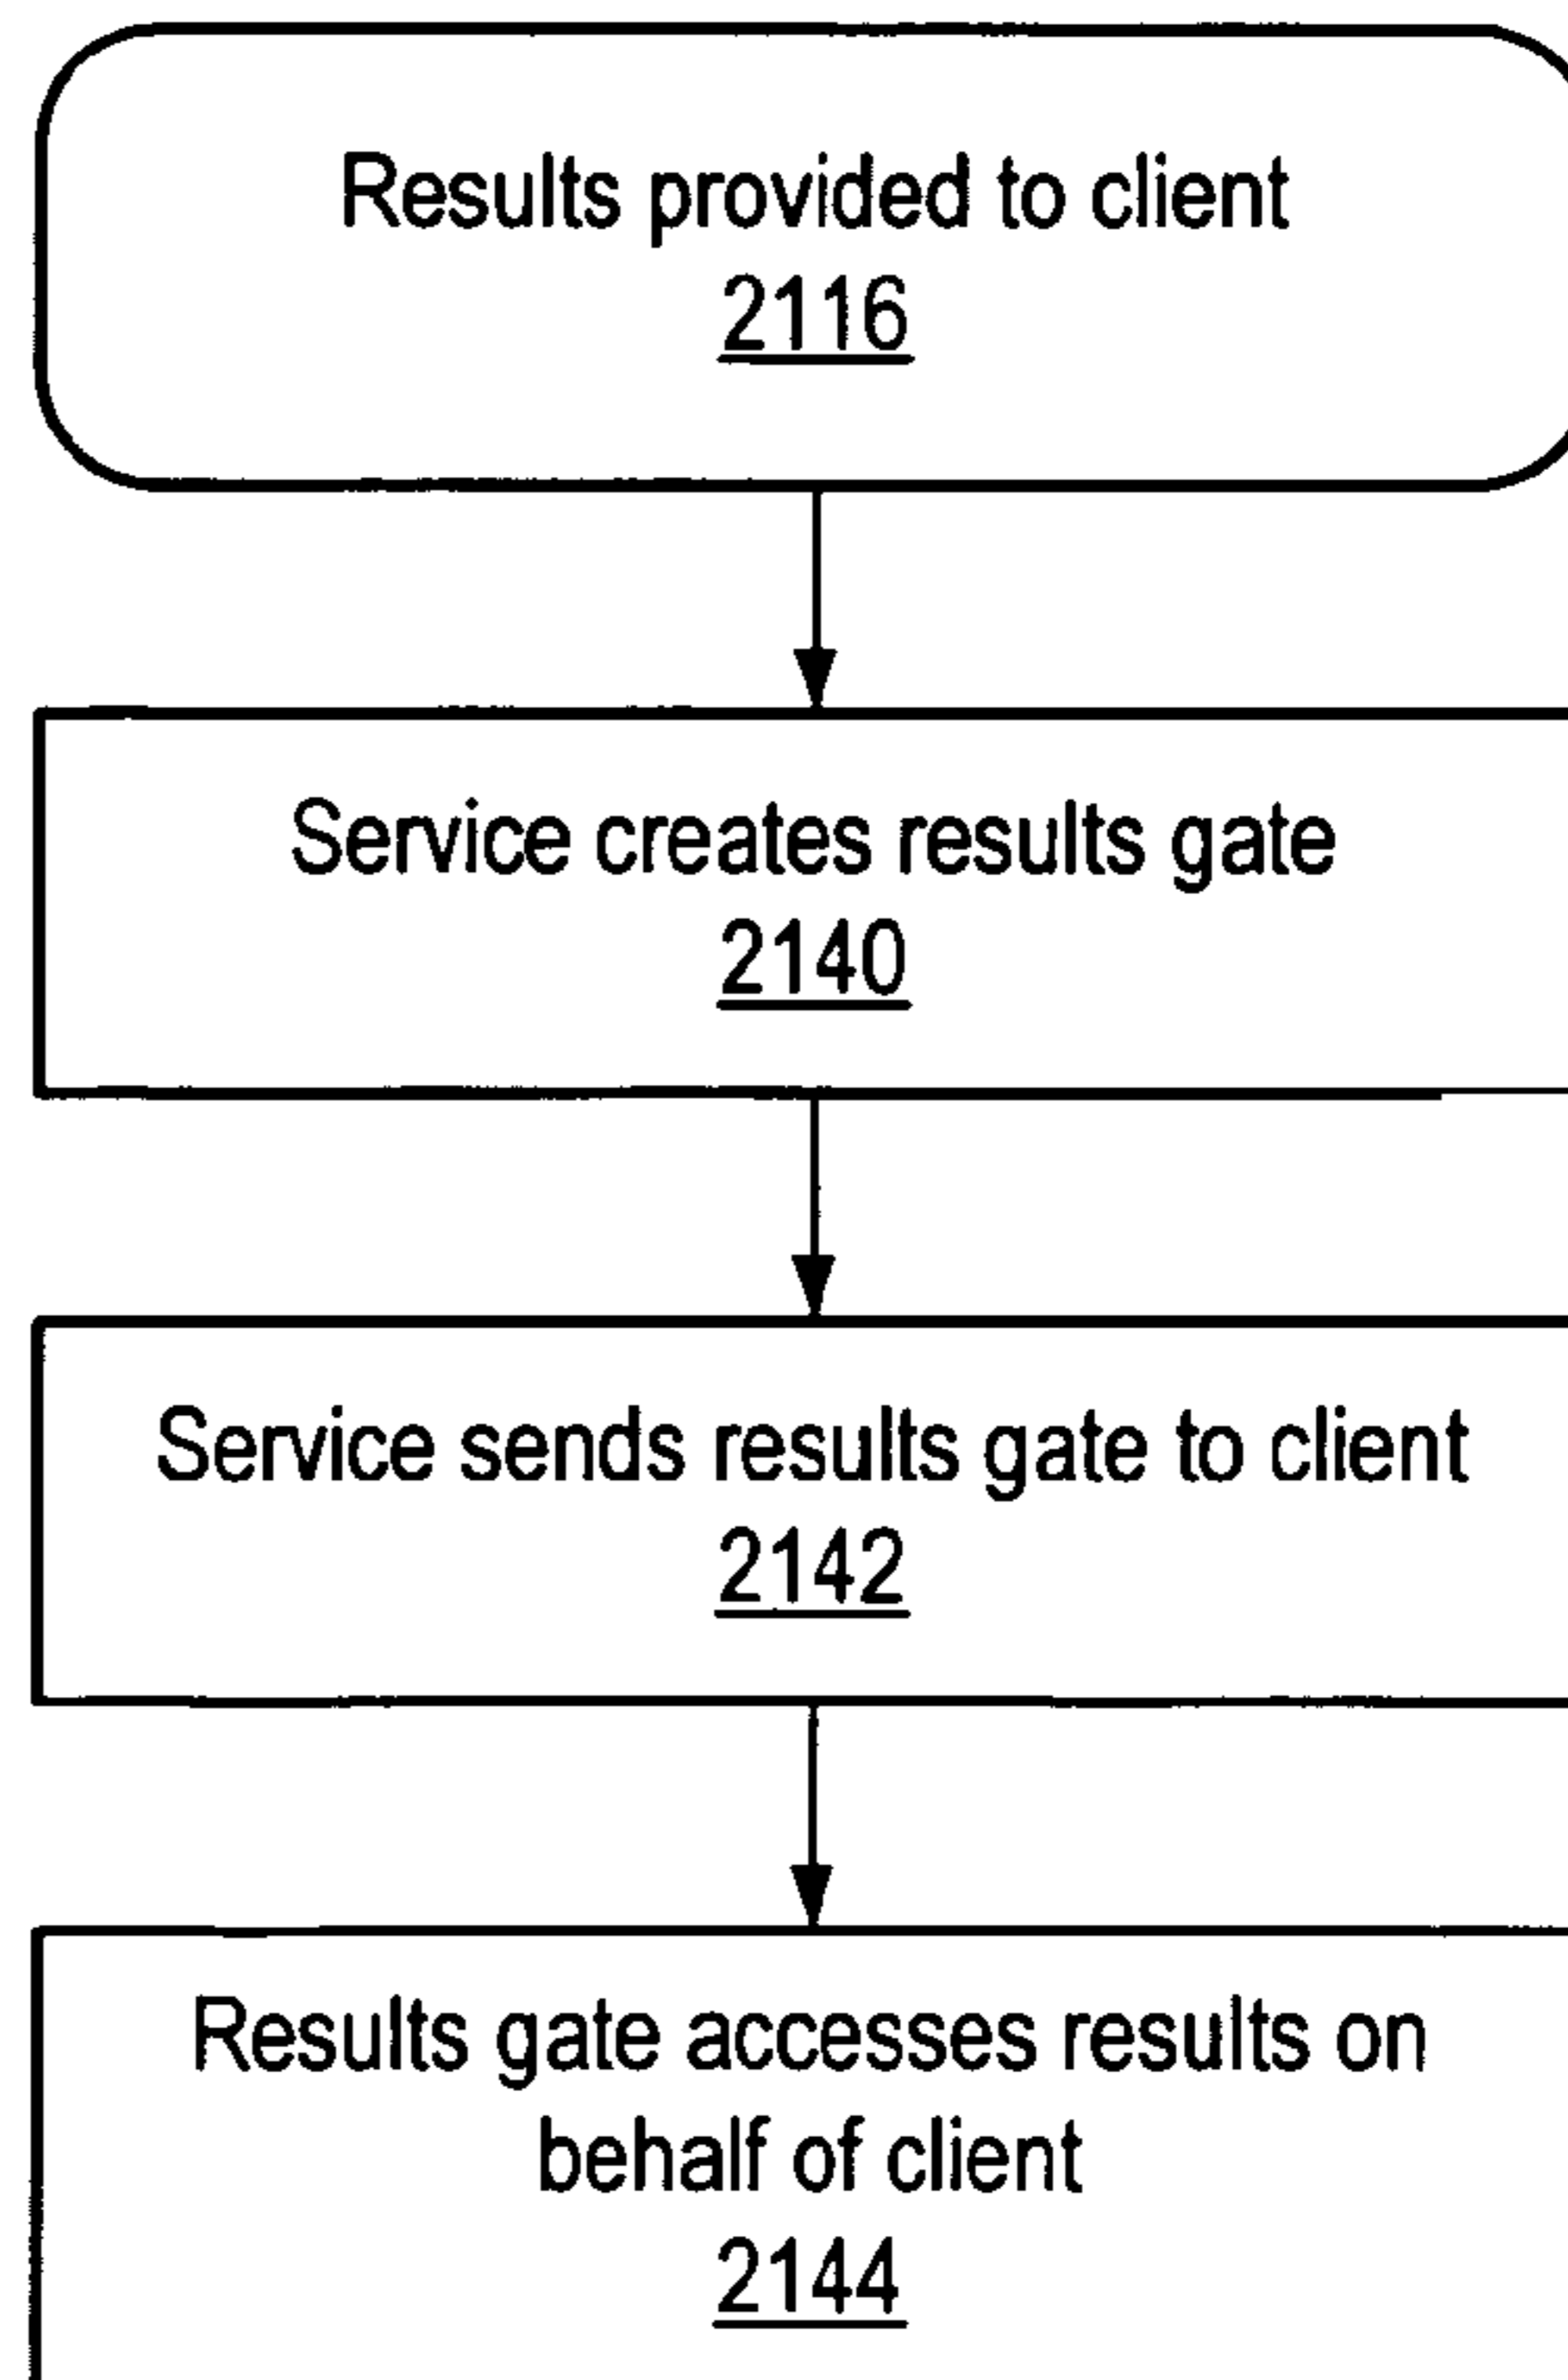 Results provided to client
2116
Service creates results gate
2140
Service sends results gate to client
2142
Results gate accesses results on
behalf of client
2144